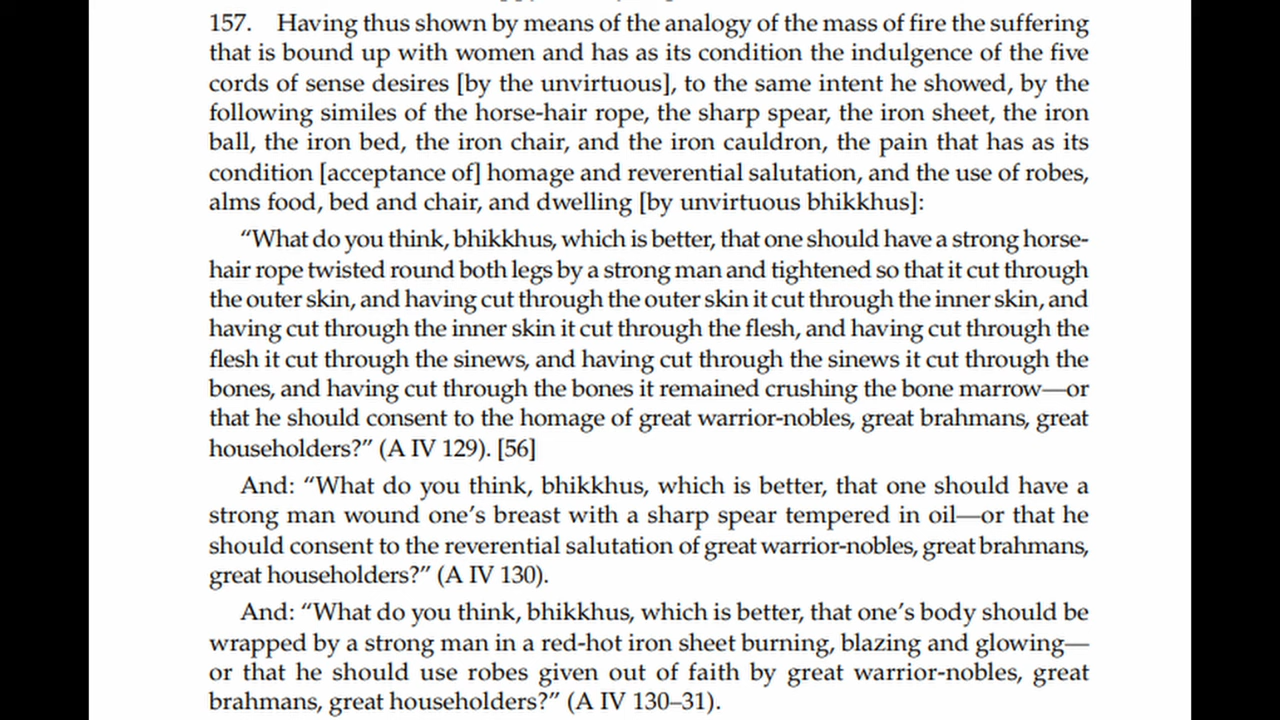 157. Having thus shown by means of the analogy of the mass of fire the suffering
that is bound up with women and has as its condition the indulgence of the five
cords of sense desires [by the unvirtuous], to the same intent he showed, by the
following similes of the horse-hair rope, the sharp spear, the iron sheet, the iron
ball, the iron bed, the iron chair, and the iron cauldron, the pain that has as its
condition [acceptance of] homage and reverential salutation, and the use of robes,
alms food, bed and chair, and dwelling [by unvirtuous bhikkhus]:
“What do you think, bhikkhus, which is better, that one should have a strong horse-
hair rope twisted round both legs by a strong man and tightened so that it cut through
the outer skin, and having cut through the outer skin it cut through the inner skin, and
having cut through the inner skin it cut through the flesh, and having cut through the
flesh it cut through the sinews, and having cut through the sinews it cut through the
bones, and having cut through the bones it remained crushing the bone marrow—or
that he should consent to the homage of great warrior-nobles, great brahmans, great
householders?” (A IV 129). [56]
And: “What do you think, bhikkhus, which is better, that one should have a
strong man wound one’s breast with a sharp spear tempered in oil—or that he
should consent to the reverential salutation of great warrior-nobles, great brahmans,
great householders?” (A IV 130).
And: “What do you think, bhikkhus, which is better, that one’s body should be
wrapped by a strong man in a red-hot iron sheet burning, blazing and glowing—
or that he should use robes given out of faith by great warrior-nobles, great
brahmans, great householders?” (A IV 130–31).